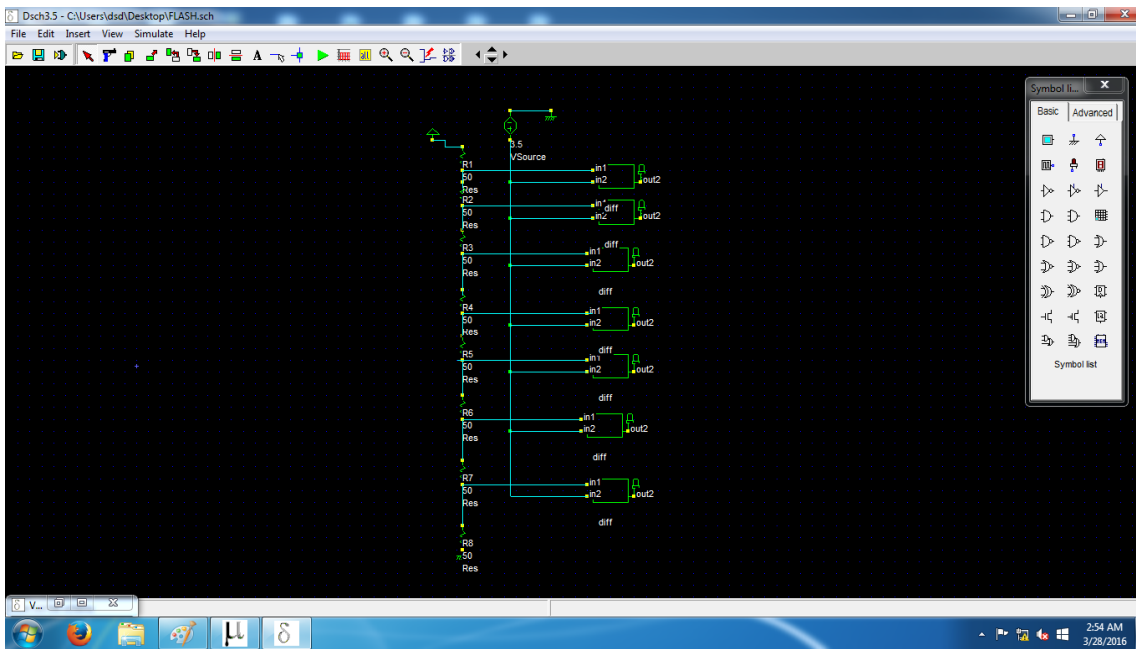 Dsch3.5 - C:\Users\dsd\Desktop\FLASH.sch
File Edit Insert View Simulate Help
A
all
Symbol li... X
Basic Advanced
Symbol list
3.5
VSource
R1
50
Res
in1
in2
out2
R2
50
Res
in2
diff
out2
R3
50
Res
diff
in1
in2
out2
diff
R4
50
Res
in1
in2
out2
R5
50
Res
diff
in1
in2
out2
diff
R6
50
Res
in1
in2
out2
diff
R7
50
Res
in1
in2
out2
diff
R8
50
Res
δ V...
μ
δ
2:54 AM
3/28/2016